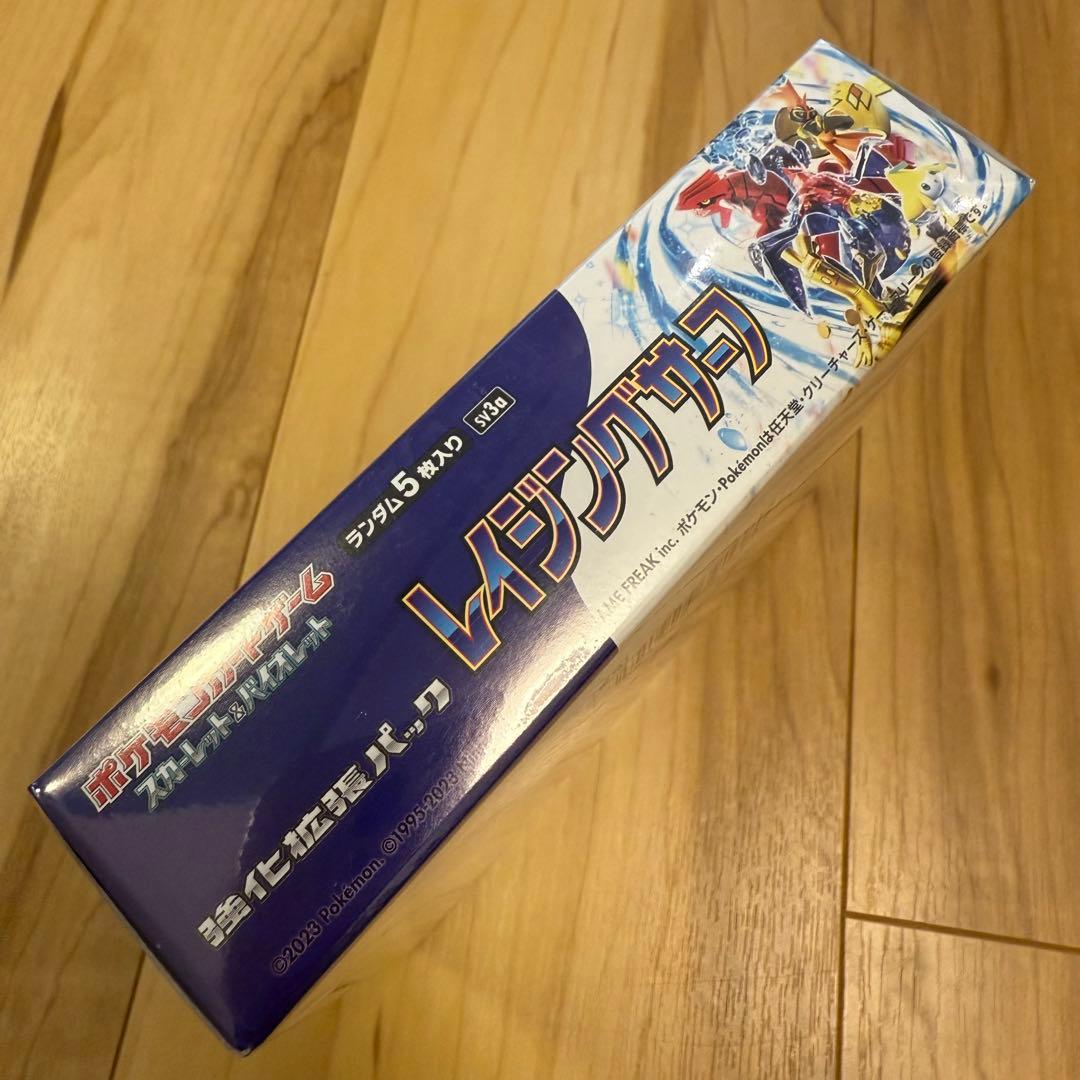 ポケモンカードゲーム
スカーレット&バイオレット
ランダム5枚入り
sv3a
強化拡張パック
レイジングサーフ
©2023 Pokémon. ©1995-2023
GAME FREAK inc. ポケモン・Pokémonは任天堂・クリーチャーズ・ゲームフリークの登録商標です。